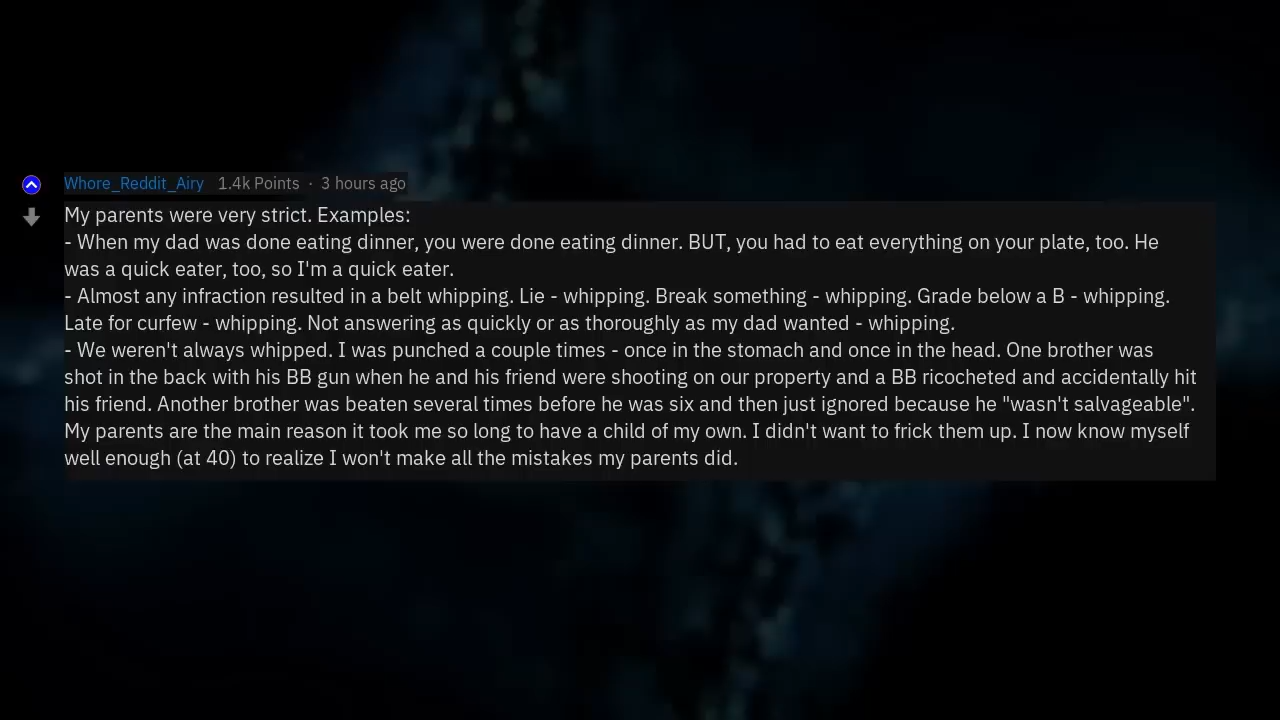 Whore_Reddit_Airy 1.4k Points · 3 hours ago
My parents were very strict. Examples:
- When my dad was done eating dinner, you were done eating dinner. BUT, you had to eat everything on your plate, too. He
was a quick eater, too, so I'm a quick eater.
- Almost any infraction resulted in a belt whipping. Lie - whipping. Break something - whipping. Grade below a B - whipping.
Late for curfew - whipping. Not answering as quickly or as thoroughly as my dad wanted - whipping.
- We weren't always whipped. I was punched a couple times - once in the stomach and once in the head. One brother was
shot in the back with his BB gun when he and his friend were shooting on our property and a BB ricocheted and accidentally hit
his friend. Another brother was beaten several times before he was six and then just ignored because he "wasn't salvageable".
My parents are the main reason it took me so long to have a child of my own. I didn't want to frick them up. I now know myself
well enough (at 40) to realize I won't make all the mistakes my parents did.